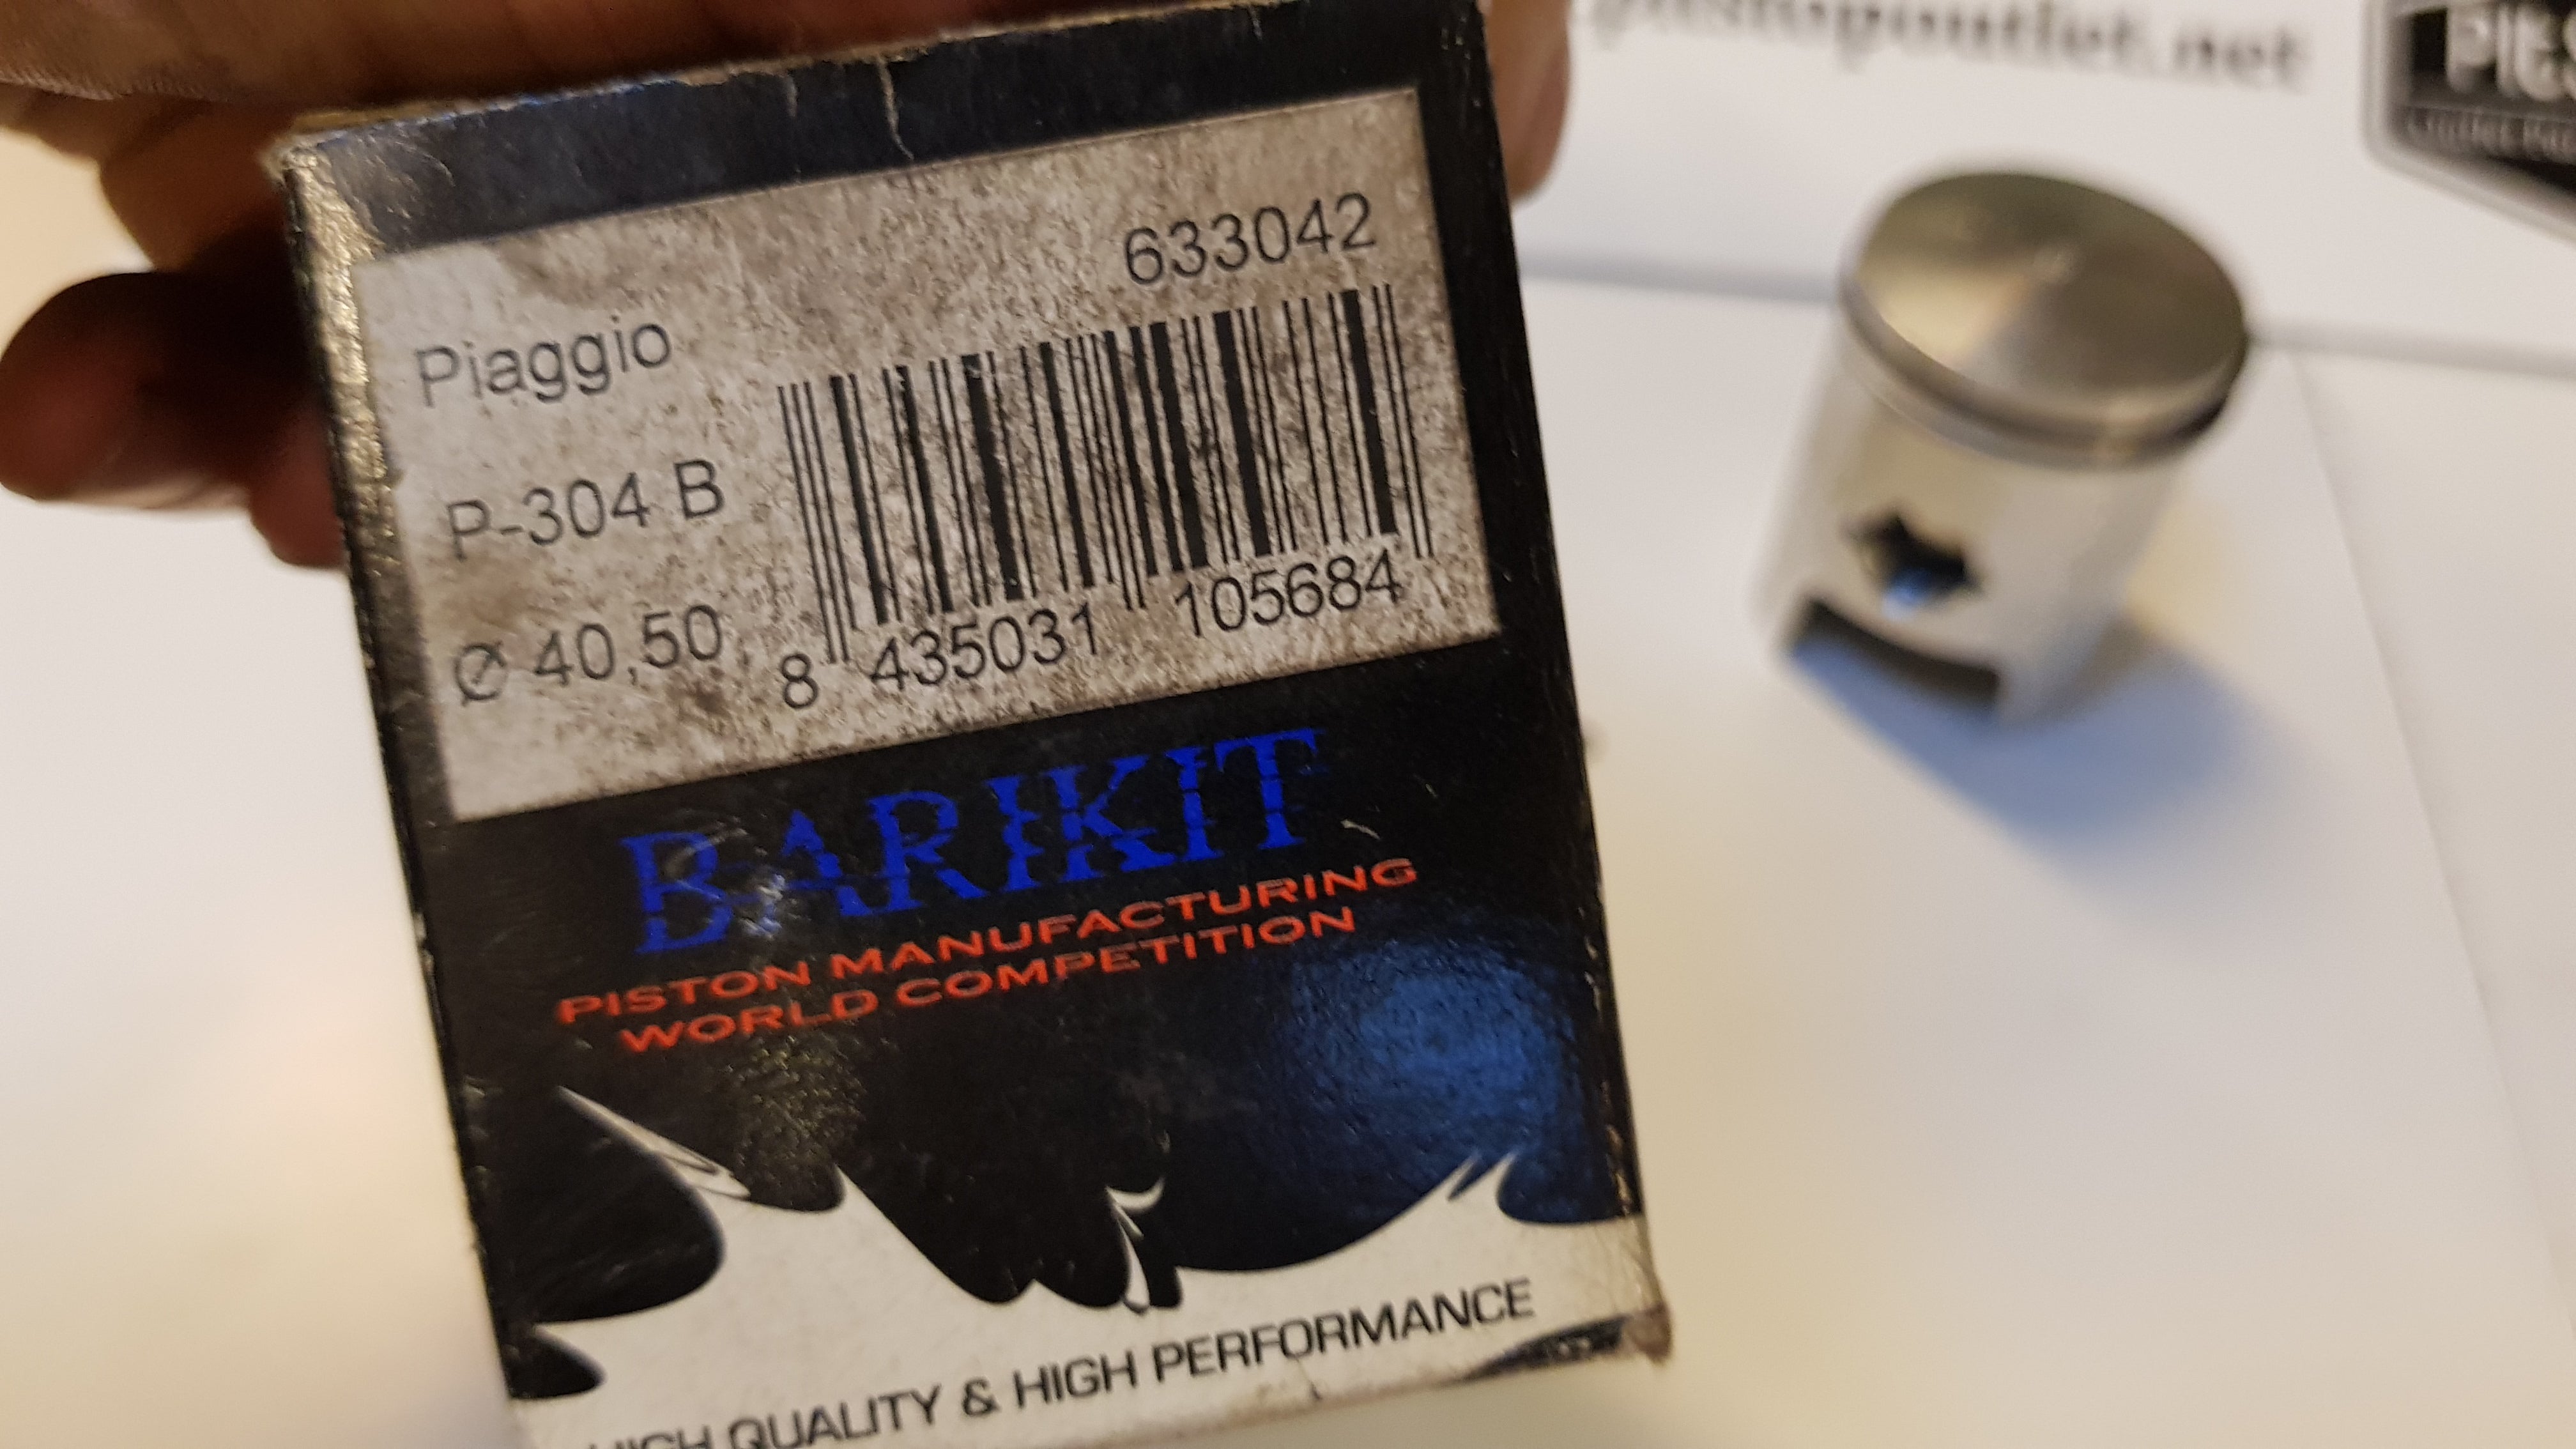 633042
Piaggio
P-304 B
Ø 40,50
8 435031 105684
BARIKIT
PISTON MANUFACTURING
WORLD COMPETITION
HIGH QUALITY & HIGH PERFORMANCE